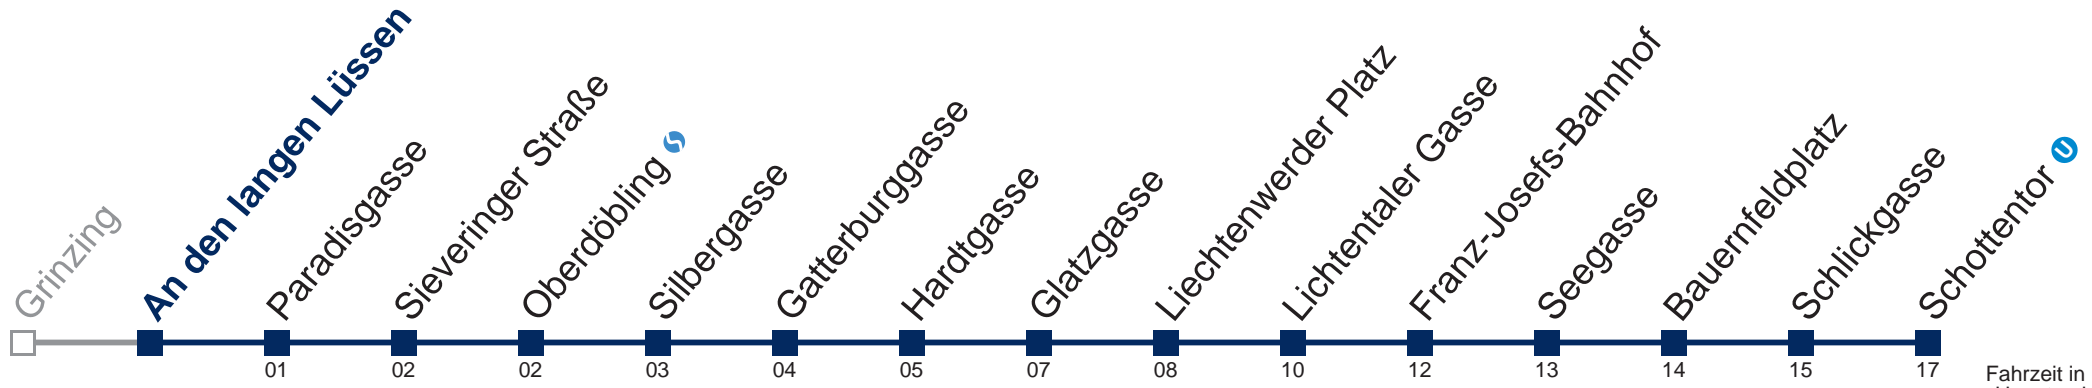 Grinzing
An den langen Lüssen
Paradisgasse
Sieveringer Straße
Oberdöbling S
Silbergasse
Gatterburggasse
Hardtgasse
Glatzgasse
Liechtenwerder Platz
Lichtentaler Gasse
Franz-Josefs-Bahnhof
Seegasse
Bauernfeldplatz
Schlickgasse
Schottentor U
01 02 02 03 04 05 07 08 10 12 13 14 15 17
Fahrzeit in